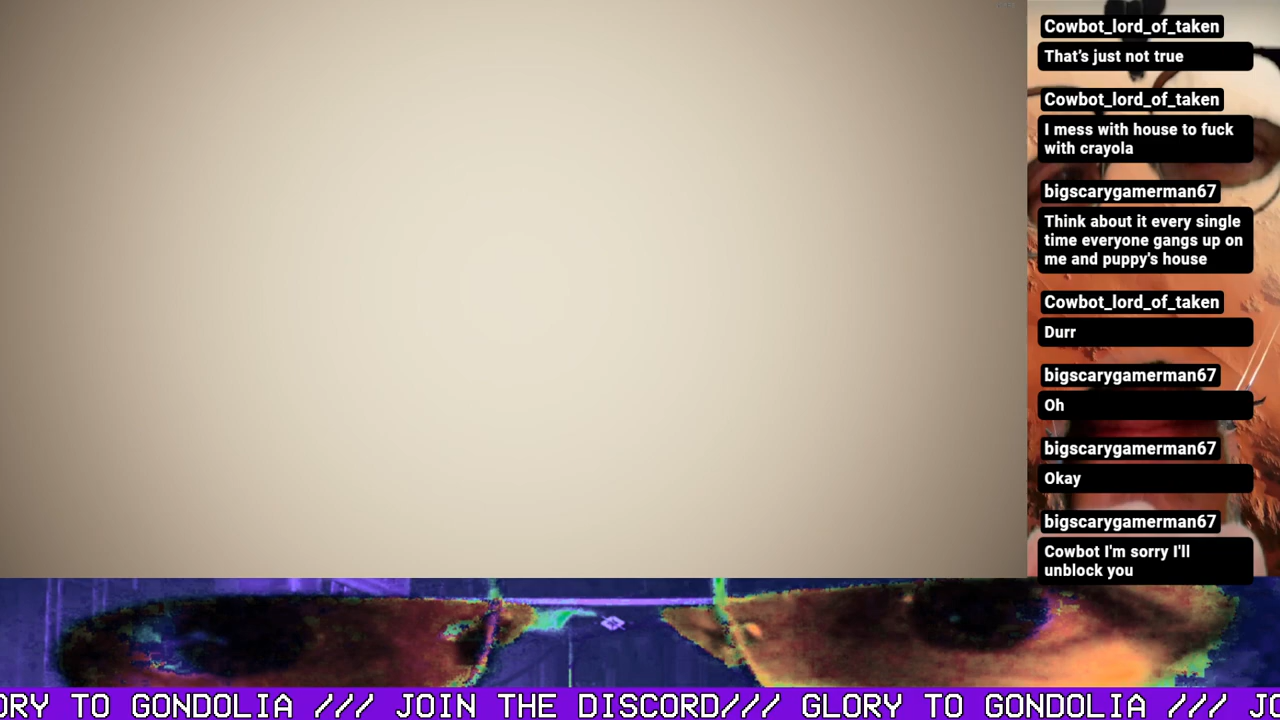 Cowbot_lord_of_taken
That's just not true
Cowbot_lord_of_taken
I mess with house to fuck
with crayola
bigscarygamerman67
Think about it every single
time everyone gangs up on
me and puppy's house
Cowbot_lord_of_taken
Durr
bigscarygamerman67
Oh
bigscarygamerman67
Okay
bigscarygamerman67
Cowbot I'm sorry I'll
unblock you
ORY TO GONDOLIA /// JOIN THE DISCORD/// GLORY TO GONDOLIA /// JO